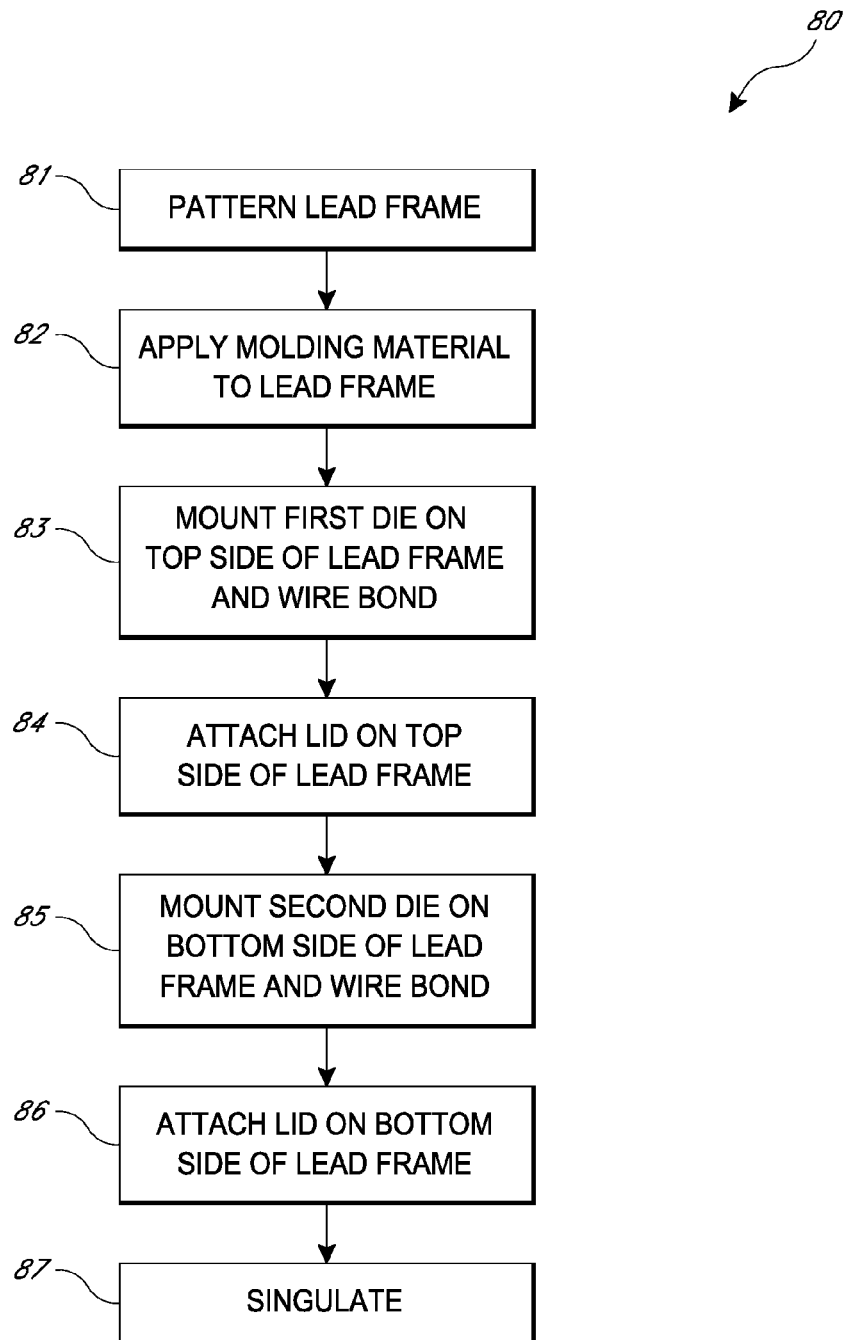 80
81
PATTERN LEAD FRAME
82
APPLY MOLDING MATERIAL
TO LEAD FRAME
83
MOUNT FIRST DIE ON
TOP SIDE OF LEAD FRAME
AND WIRE BOND
84
ATTACH LID ON TOP
SIDE OF LEAD FRAME
85
MOUNT SECOND DIE ON
BOTTOM SIDE OF LEAD
FRAME AND WIRE BOND
86
ATTACH LID ON BOTTOM
SIDE OF LEAD FRAME
87
SINGULATE